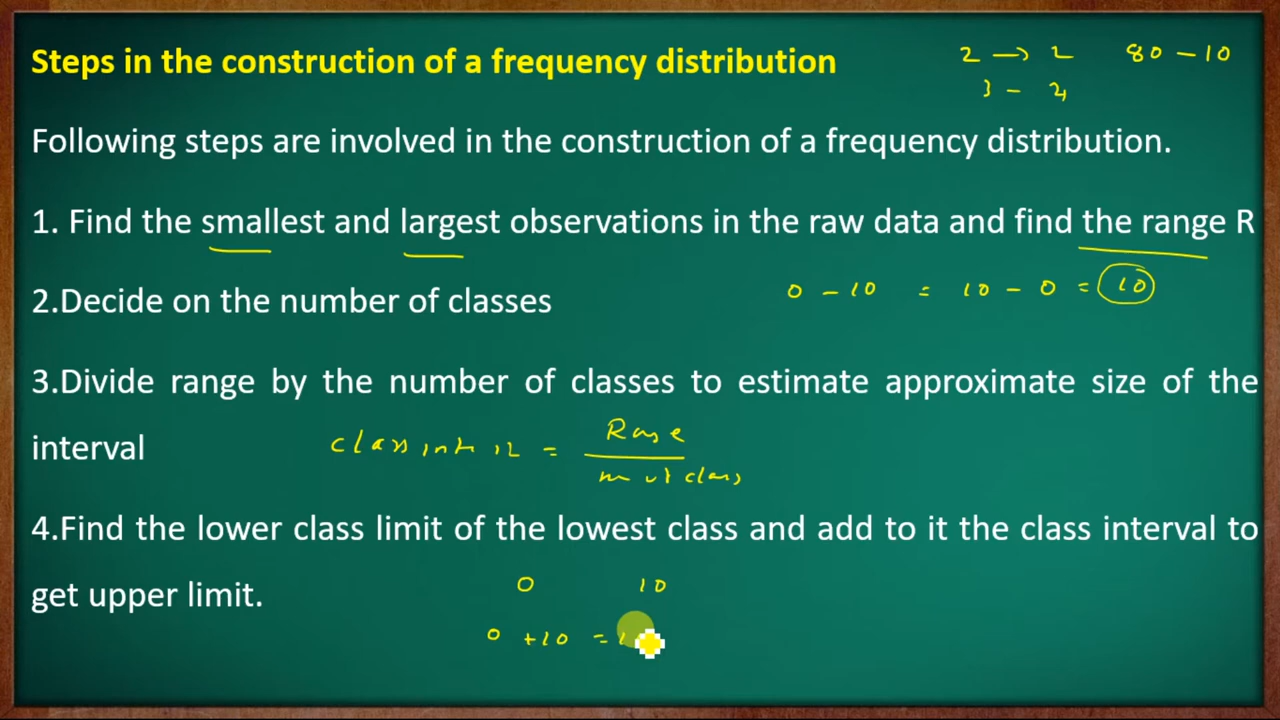 Steps in the construction of a frequency distribution
2 → 2 80 - 10
3 - 4
Following steps are involved in the construction of a frequency distribution.
1. Find the smallest and largest observations in the raw data and find the range R
2.Decide on the number of classes
0 - 10 = 10 - 0 = 10
3.Divide range by the number of classes to estimate approximate size of the
interval
class =
class
4.Find the lower class limit of the lowest class and add to it the class interval to
get upper limit.
0 10
0 + 10 = 1